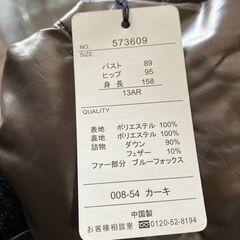 NO. 573609
SIZE
バスト 89
ヒップ 95
身長 158
13AR
QUALITY
表地 ポリエステル 100%
裏地 ポリエステル 100%
詰物 ダウン 90%
フェザー 10%
ファー部分 ブルーフォックス
008-54 カーキ
中国製
お客様相談室 0120-52-8194